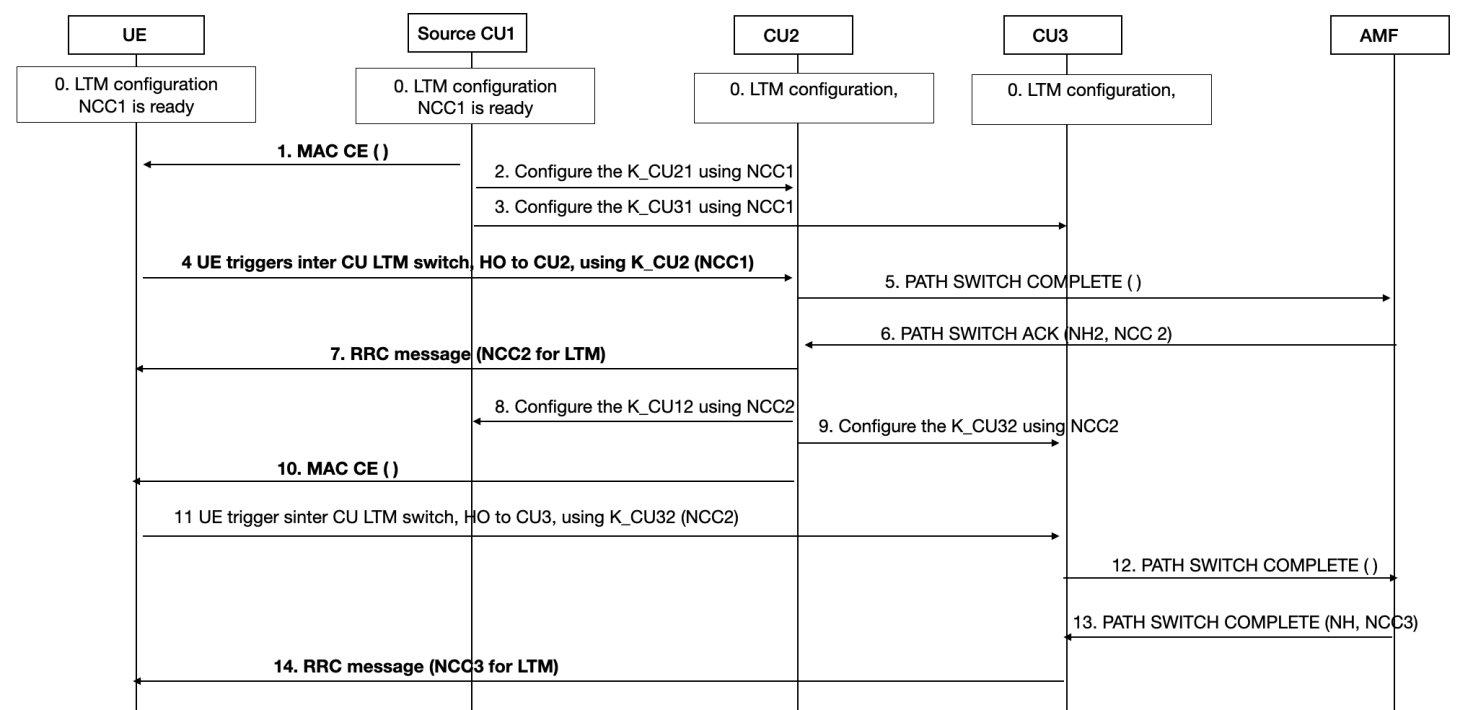 UE
Source CU1
CU2
CU3
AMF
0. LTM configuration
NCC1 is ready
0. LTM configuration
NCC1 is ready
0. LTM configuration,
0. LTM configuration,
1. MAC CE ( )
2. Configure the K_CU21 using NCC1
3. Configure the K_CU31 using NCC1
4 UE triggers inter CU LTM switch, HO to CU2, using K_CU2 (NCC1)
5. PATH SWITCH COMPLETE ( )
6. PATH SWITCH ACK (NH2, NCC 2)
7. RRC message (NCC2 for LTM)
8. Configure the K_CU12 using NCC2
9. Configure the K_CU32 using NCC2
10. MAC CE ( )
11 UE trigger sinter CU LTM switch, HO to CU3, using K_CU32 (NCC2)
12. PATH SWITCH COMPLETE ( )
13. PATH SWITCH COMPLETE (NH, NCC3)
14. RRC message (NCC3 for LTM)